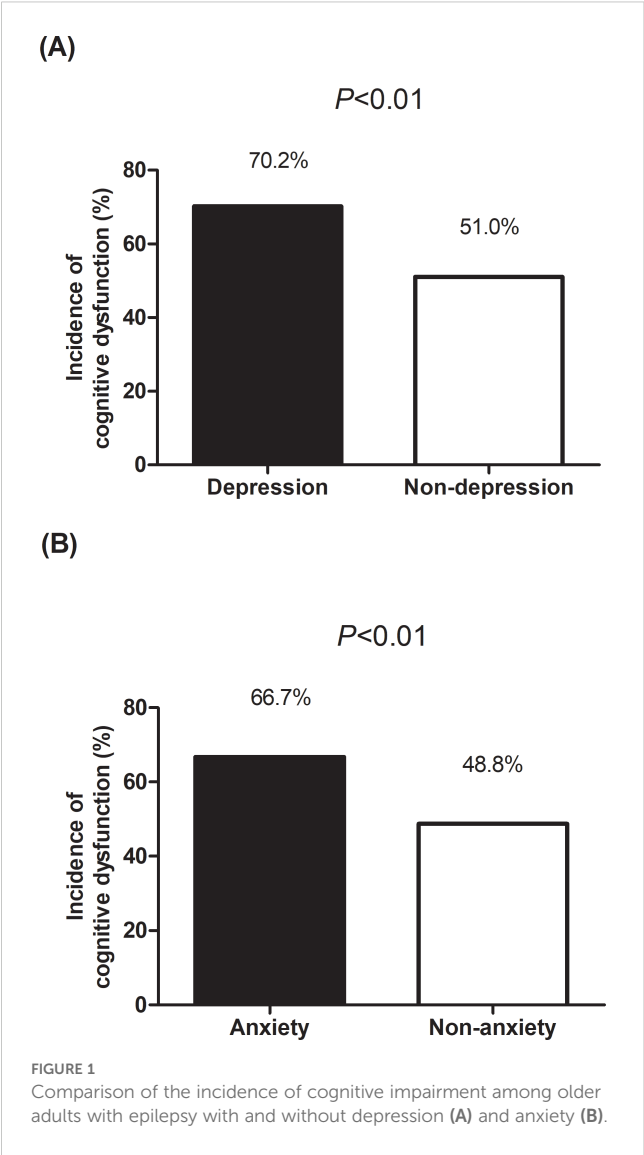 (A)
P<0.01
70.2%
51.0%
80
60
40
20
0
Incidence of
cognitive dysfunction (%)
Depression
Non-depression
(B)
P<0.01
66.7%
48.8%
80
60
40
20
0
Incidence of
cognitive dysfunction (%)
Anxiety
Non-anxiety
FIGURE 1
Comparison of the incidence of cognitive impairment among older
adults with epilepsy with and without depression (A) and anxiety (B).